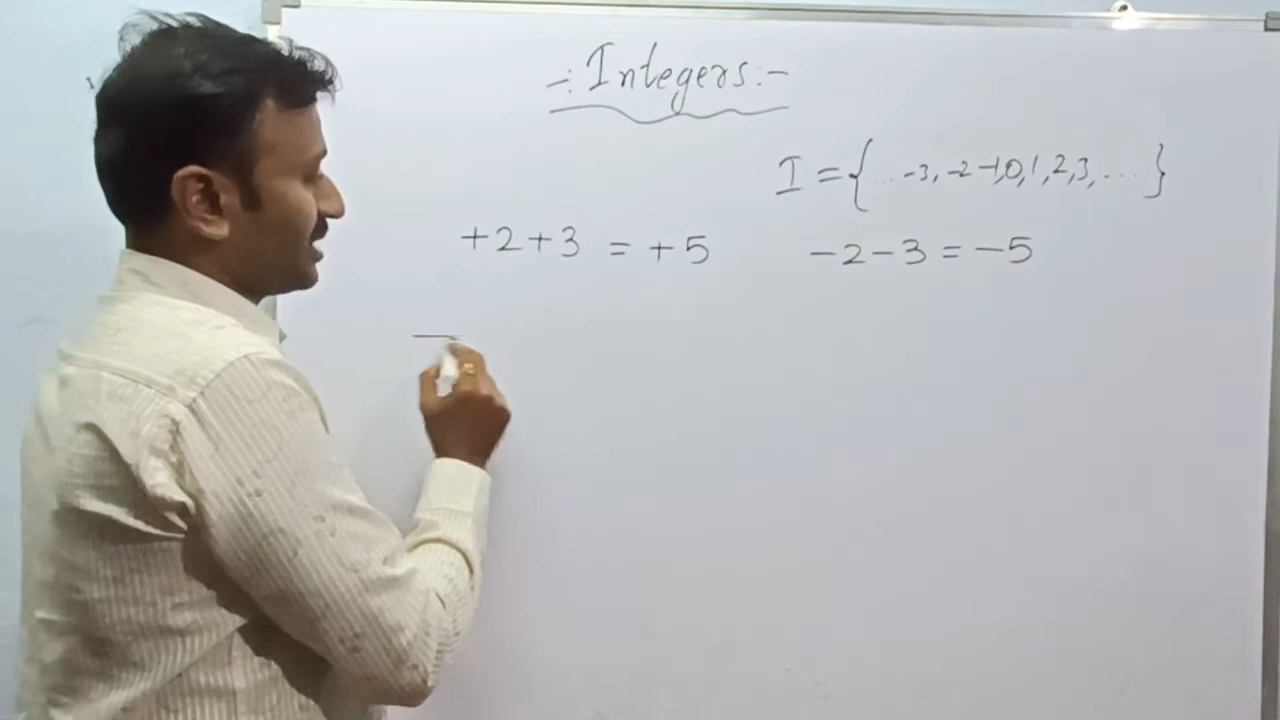 -: Integers :-
I = { ... -3, -2 -1, 0, 1, 2, 3, .... }
+2+3 = +5 -2-3 = -5